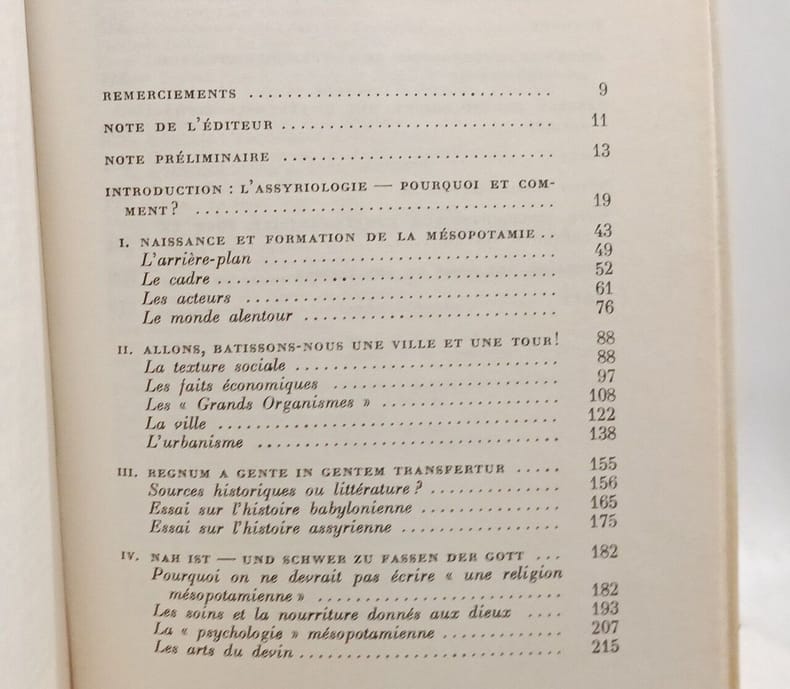 REMERCIEMENTS ................................ 9
NOTE DE L'ÉDITEUR ............................. 11
NOTE PRÉLIMINAIRE ............................. 13
INTRODUCTION : L'ASSYRIOLOGIE — POURQUOI ET COM-
MENT ? ...................................... 19
I. NAISSANCE ET FORMATION DE LA MÉSOPOTAMIE .. 43
L'arrière-plan ............................... 49
Le cadre .................................... 52
Les acteurs ................................. 61
Le monde alentour ........................... 76
II. ALLONS, BATISSONS-NOUS UNE VILLE ET UNE TOUR! 88
La texture sociale ........................... 88
Les faits économiques ........................ 97
Les « Grands Organismes » .................... 108
La ville .................................... 122
L'urbanisme ................................. 138
III. REGNUM A GENTE IN GENTEM TRANSFERTUR ..... 155
Sources historiques ou littérature ? ............. 156
Essai sur l'histoire babylonienne ............... 165
Essai sur l'histoire assyrienne ................. 175
IV. NAH IST — UND SCHWER ZU FASSEN DER GOTT ... 182
Pourquoi on ne devrait pas écrire « une religion
mésopotamienne » ........................... 182
Les soins et la nourriture donnés aux dieux .... 193
La « psychologie » mésopotamienne ............. 207
Les arts du devin ............................ 215